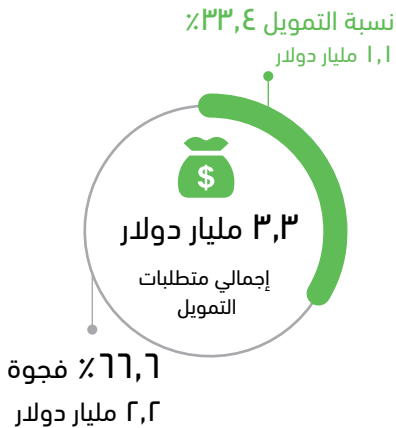 نسبة التمويل ٣٣,٤٪
١,١ مليار دولار
$
٣,٣ مليار دولار
إجمالي متطلبات
التمويل
٦٦,٦٪ فجوة
٢,٢ مليار دولار